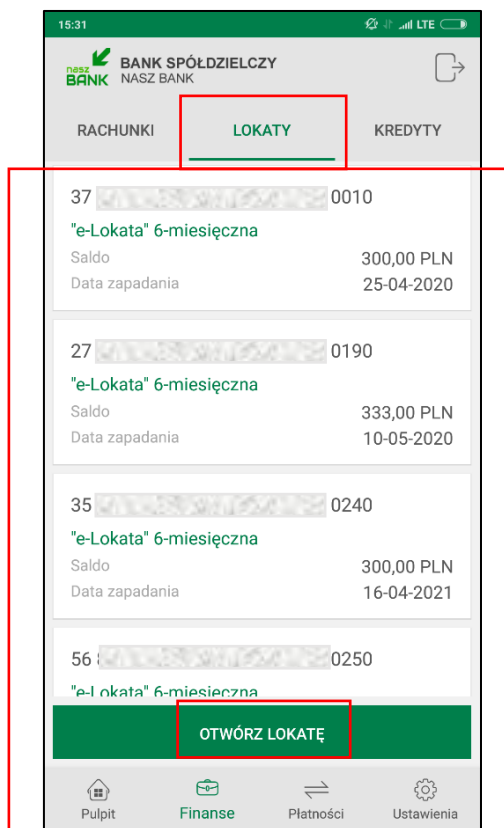 15:31 LTE
nasz BANK BANK SPÓŁDZIELCZY
NASZ BANK
RACHUNKI LOKATY KREDYTY
37 0010
"e-Lokata" 6-miesięczna
Saldo 300,00 PLN
Data zapadania 25-04-2020
27 0190
"e-Lokata" 6-miesięczna
Saldo 333,00 PLN
Data zapadania 10-05-2020
35 0240
"e-Lokata" 6-miesięczna
Saldo 300,00 PLN
Data zapadania 16-04-2021
56 0250
"e-Lokata" 6-miesięczna
OTWÓRZ LOKATĘ
Pulpit Finanse Płatności Ustawienia